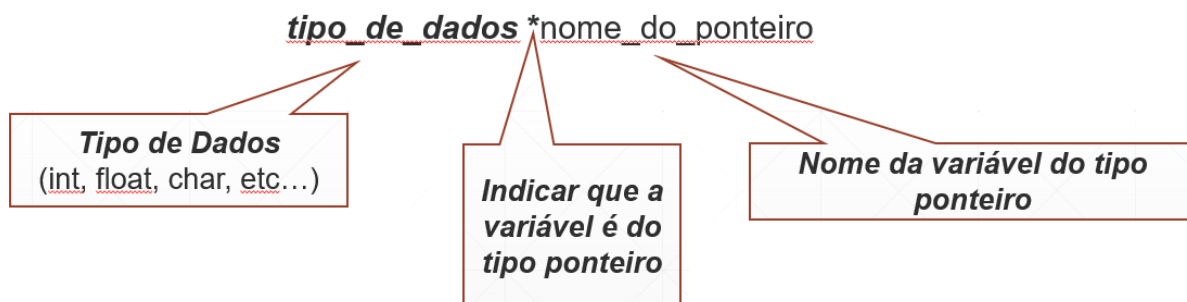 tipo_de_dados *nome_do_ponteiro
Tipo de Dados
(int, float, char, etc…)
Indicar que a
variável é do
tipo ponteiro
Nome da variável do tipo
ponteiro